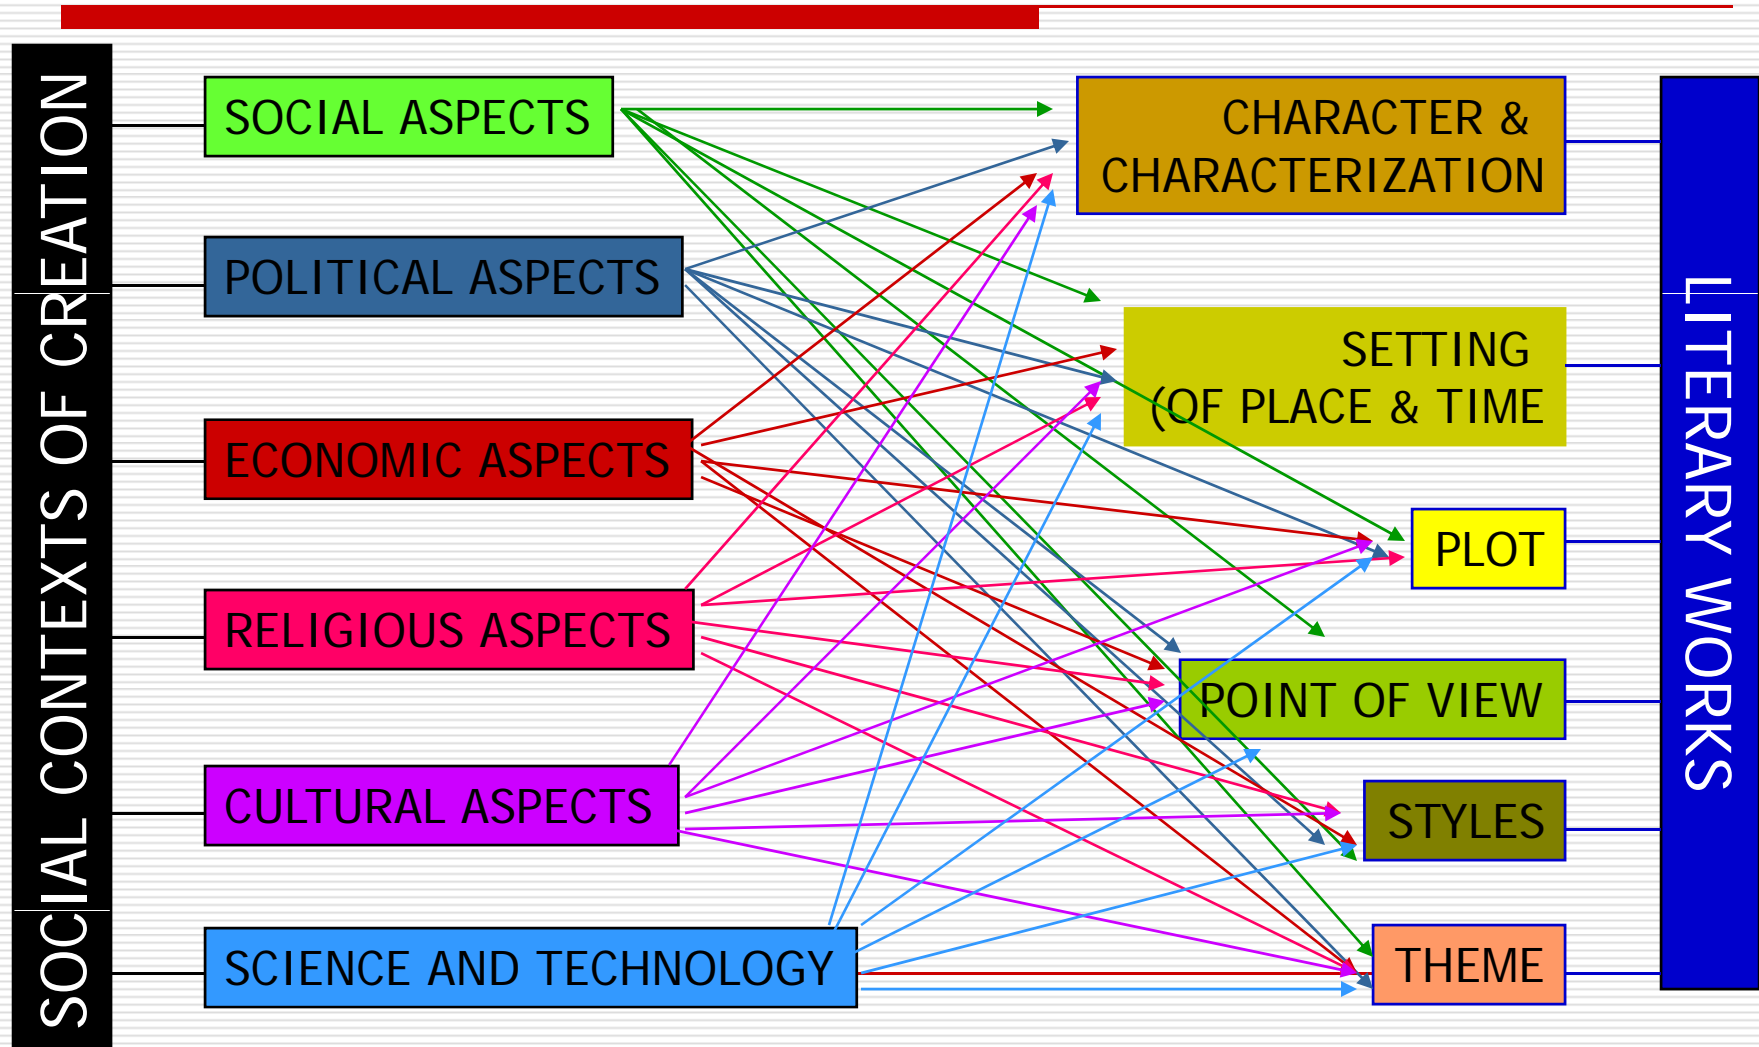 SOCIAL CONTEXTS OF CREATION
SOCIAL ASPECTS
POLITICAL ASPECTS
ECONOMIC ASPECTS
RELIGIOUS ASPECTS
CULTURAL ASPECTS
SCIENCE AND TECHNOLOGY
CHARACTER &
CHARACTERIZATION
SETTING
(OF PLACE & TIME
PLOT
POINT OF VIEW
STYLES
THEME
LITERARY WORKS